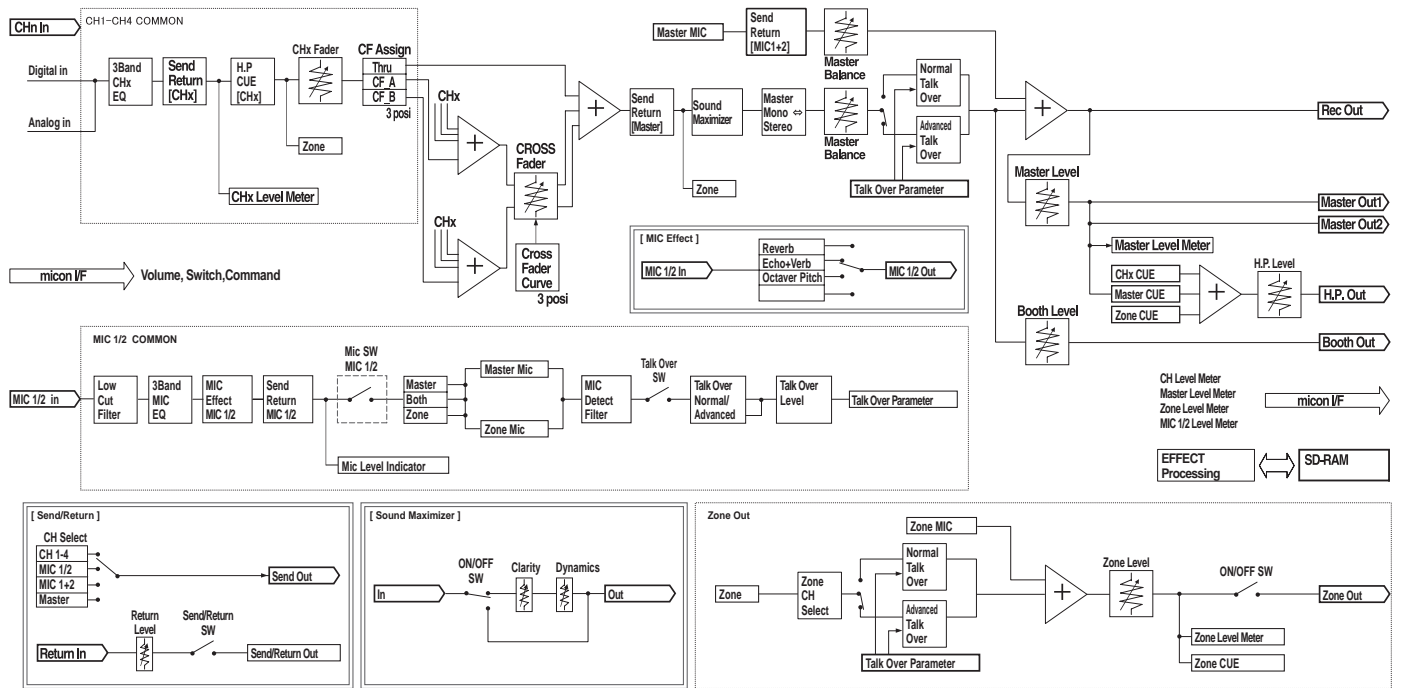 CHn In
CH1-CH4 COMMON
Digital in
Analog in
3Band
CHx
EQ
Send
Return
[CHx]
H.P
CUE
[CHx]
CHx Fader
CF Assign
Thru
CF_A
CF_B
3 posi
Zone
CHx Level Meter
CHx
CHx
CROSS
Fader
Cross
Fader
Curve
3 posi
Send
Return
[Master]
Zone
Sound
Maximizer
Master
Mono ⇔
Stereo
Master MIC
Send
Return
[MIC1+2]
Master
Balance
Master
Balance
Normal
Talk
Over
Advanced
Talk
Over
Talk Over Parameter
Rec Out
Master Level
Master Out1
Master Out2
Master Level Meter
CHx CUE
Master CUE
Zone CUE
H.P. Level
H.P. Out
Booth Level
Booth Out
micon I/F
Volume, Switch,Command
[ MIC Effect ]
MIC 1/2 In
Reverb
Echo+Verb
Octaver Pitch
MIC 1/2 Out
MIC 1/2 COMMON
MIC 1/2 in
Low
Cut
Filter
3Band
MIC
EQ
MIC
Effect
MIC 1/2
Send
Return
MIC 1/2
Mic SW
MIC 1/2
Mic Level Indicator
Master
Both
Zone
Master Mic
Zone Mic
MIC
Detect
Filter
Talk Over
SW
Talk Over
Normal/
Advanced
Talk Over
Level
Talk Over Parameter
CH Level Meter
Master Level Meter
Zone Level Meter
MIC 1/2 Level Meter
micon I/F
EFFECT
Processing
SD-RAM
[ Send/Return ]
CH Select
CH 1-4
MIC 1/2
MIC 1+2
Master
Send Out
Return In
Return
Level
Send/Return
SW
Send/Return Out
[ Sound Maximizer ]
In
ON/OFF
SW
Clarity
Dynamics
Out
Zone Out
Zone
Zone
CH
Select
Zone MIC
Normal
Talk
Over
Advanced
Talk
Over
Talk Over Parameter
Zone Level
ON/OFF SW
Zone Out
Zone Level Meter
Zone CUE